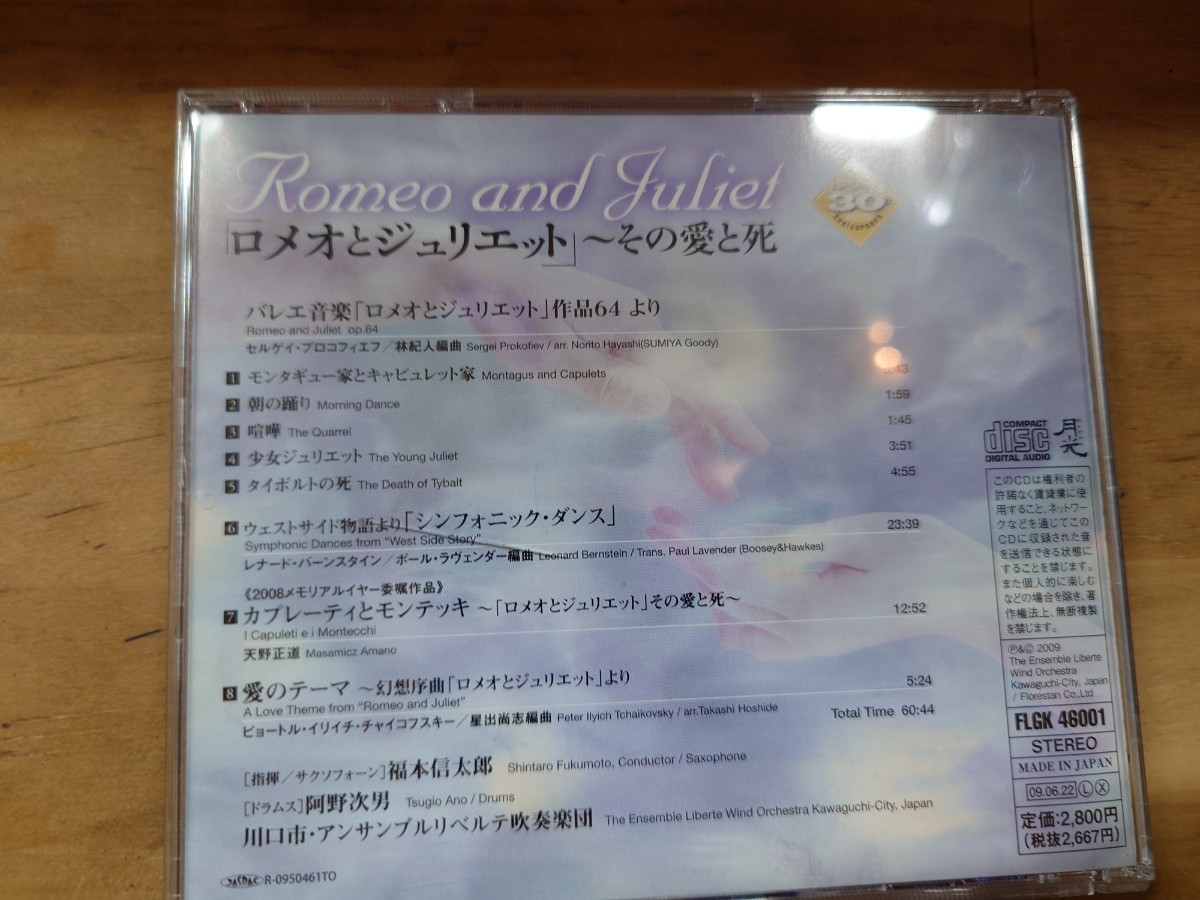 Romeo and Juliet
30
Anniversary
「ロメオとジュリエット」〜その愛と死
バレエ音楽「ロメオとジュリエット」作品64 より
Romeo and Juliet op.64
セルゲイ・プロコフィエフ／林紀人編曲 Sergei Prokofiev / arr. Norito Hayashi(SUMIYA Goody)
1 モンタギュー家とキャピュレット家 Montagus and Capulets
2 朝の踊り Morning Dance 1:59
3 喧嘩 The Quarrel 1:45
4 少女ジュリエット The Young Juliet 3:51
5 タイボルトの死 The Death of Tybalt 4:55
6 ウェストサイド物語より「シンフォニック・ダンス」 23:39
Symphonic Dances from "West Side Story"
レナード・バーンスタイン／ポール・ラヴェンダー編曲 Leonard Bernstein / Trans. Paul Lavender (Boosey&Hawkes)
《2008メモリアルイヤー委嘱作品》
7 カプレーティとモンテッキ 〜「ロメオとジュリエット」その愛と死〜 12:52
I Capuleti e i Montecchi
天野正道 Masamicz Amano
8 愛のテーマ 〜幻想序曲「ロメオとジュリエット」より 5:24
A Love Theme from "Romeo and Juliet"
ピョートル・イリイチ・チャイコフスキー／星出尚志編曲 Peter Ilyich Tchaikovsky / arr.Takashi Hoshide
Total Time 60:44
[指揮／サクソフォーン] 福本信太郎 Shintaro Fukumoto, Conductor / Saxophone
[ドラムス] 阿野次男 Tsugio Ano / Drums
川口市・アンサンブルリベルテ吹奏楽団 The Ensemble Liberte Wind Orchestra Kawaguchi-City, Japan
JASRAC R-0950461TO
COMPACT
disc
DIGITAL AUDIO
月光
このCDは権利者の
許諾なく賃貸業に使
用すること、ネットワー
クなどを通じてこの
CDに収録された音
を送信できる状態に
することを禁じます。
また個人的に楽しむ
などの場合を除き、著
作権法上、無断複製
を禁じます。
℗&© 2009
The Ensemble Liberte
Wind Orchestra
Kawaguchi-City, Japan
/ Florestan Co.,Ltd
FLGK 46001
STEREO
MADE IN JAPAN
09.06.22 Ⓛ Ⓧ
定価:2,800円
(税抜2,667円)